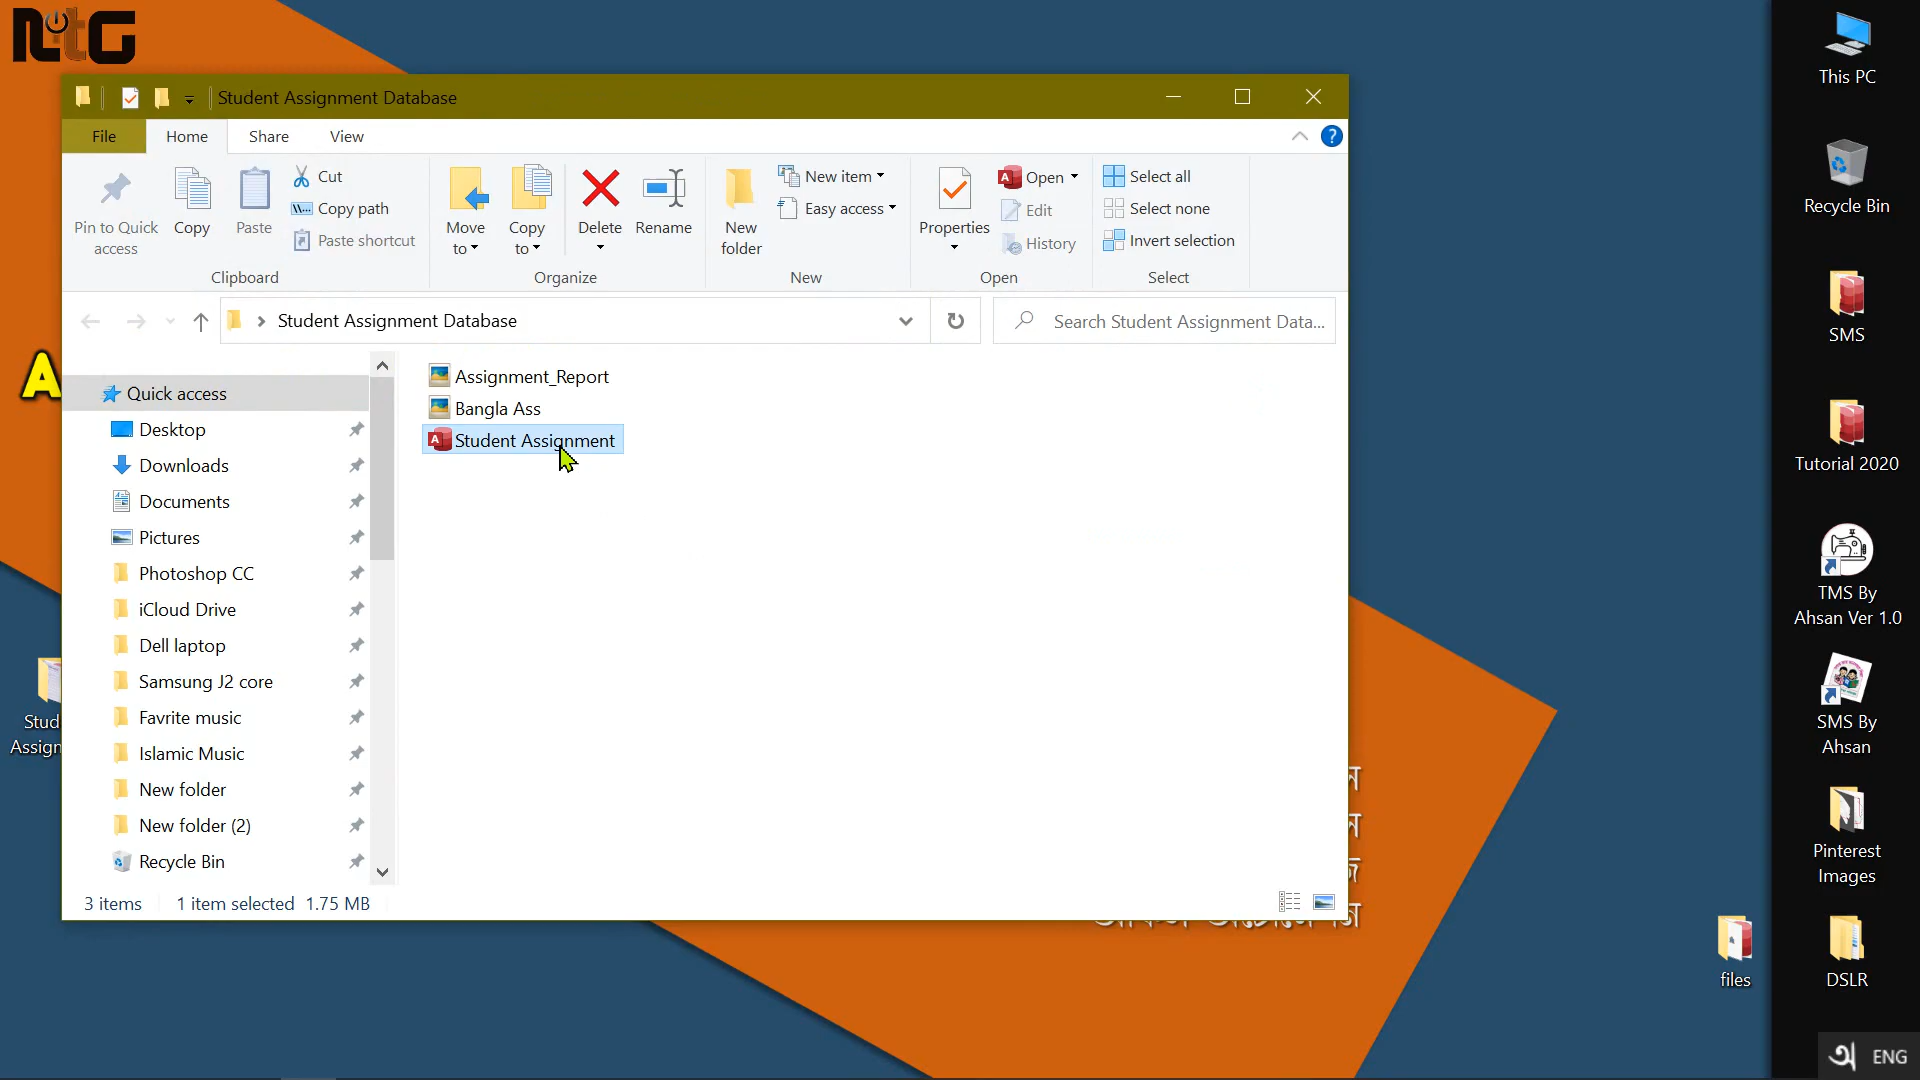 NtG
Student Assignment Database
File
Home
Share
View
Pin to Quick
access
Copy
Paste
Cut
Copy path
Paste shortcut
Clipboard
Move
to
Copy
to
Delete
Rename
Organize
New
folder
New item
Easy access
New
Properties
Open
Edit
History
Open
Select all
Select none
Invert selection
Select
Student Assignment Database
Search Student Assignment Data...
Quick access
Desktop
Downloads
Documents
Pictures
Photoshop CC
iCloud Drive
Dell laptop
Samsung J2 core
Favrite music
Islamic Music
New folder
New folder (2)
Recycle Bin
Assignment_Report
Bangla Ass
Student Assignment
3 items
1 item selected 1.75 MB
A
Stud
Assign
This PC
Recycle Bin
SMS
Tutorial 2020
TMS By
Ahsan Ver 1.0
SMS By
Ahsan
Pinterest
Images
files
DSLR
অ ENG